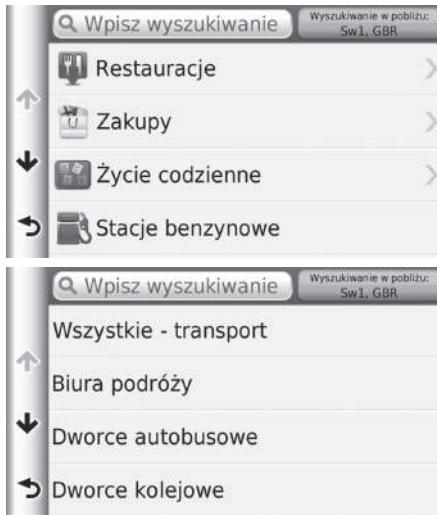 Wpisz wyszukiwanie
Wyszukiwanie w pobliżu:
Sw1, GBR
Restauracje
Zakupy
Życie codzienne
Stacje benzynowe
Wpisz wyszukiwanie
Wyszukiwanie w pobliżu:
Sw1, GBR
Wszystkie - transport
Biura podróży
Dworce autobusowe
Dworce kolejowe